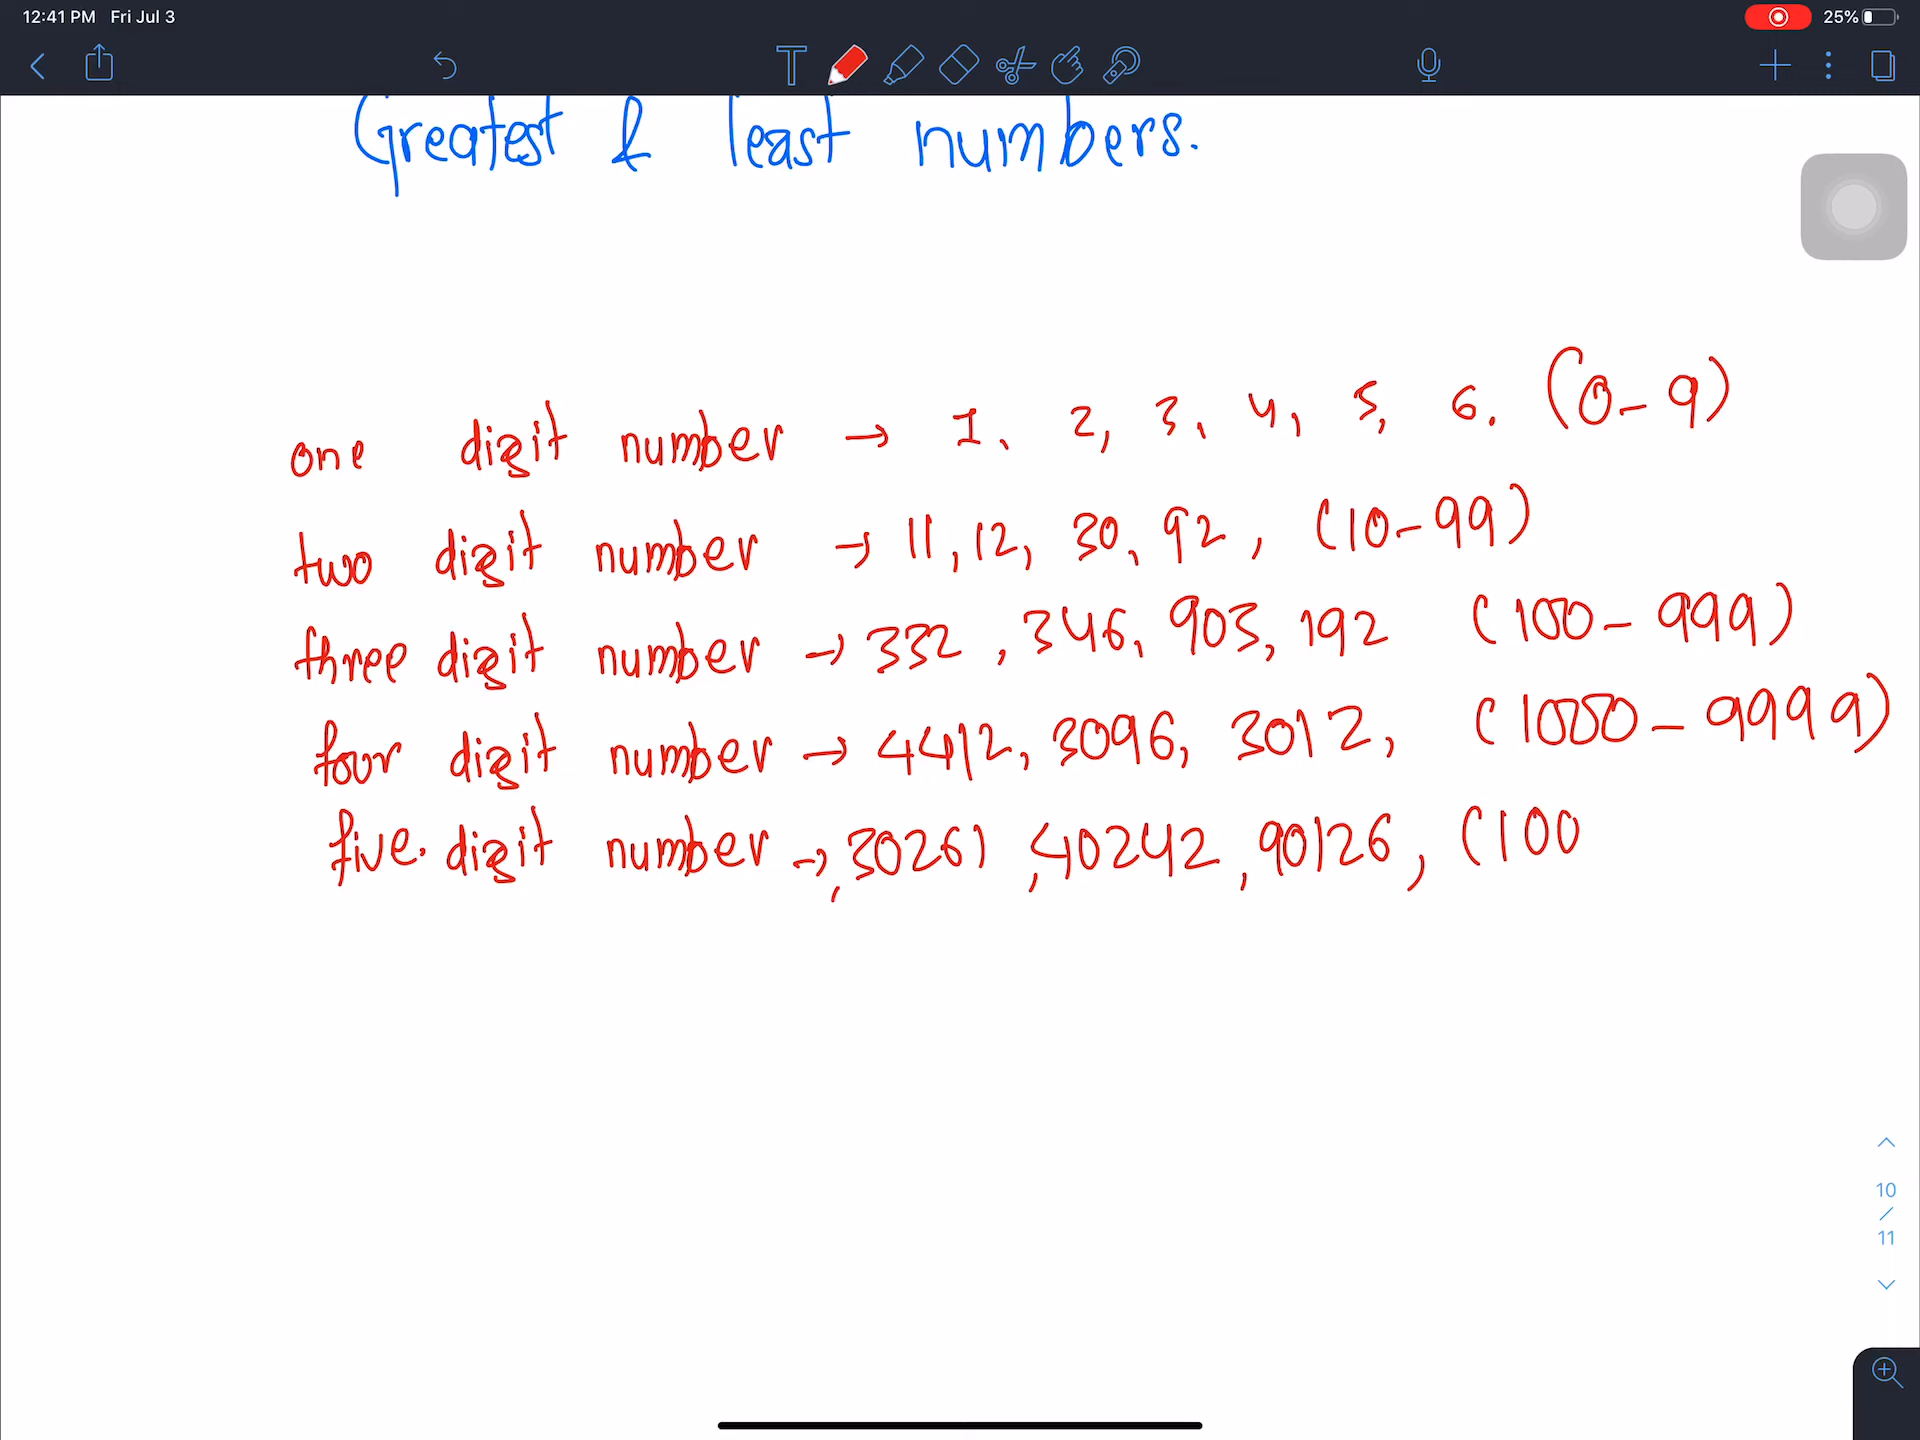 12:41 PM Fri Jul 3
25%
Greatest & least numbers.
one digit number → 1, 2, 3, 4, 5, 6. (0-9)
two digit number → 11, 12, 30, 92, (10-99)
three digit number → 332, 346, 903, 192 (100-999)
four digit number → 4412, 3096, 3012, (1000-9999)
five digit number → 30261, 40242, 90126, (100
10
/
11